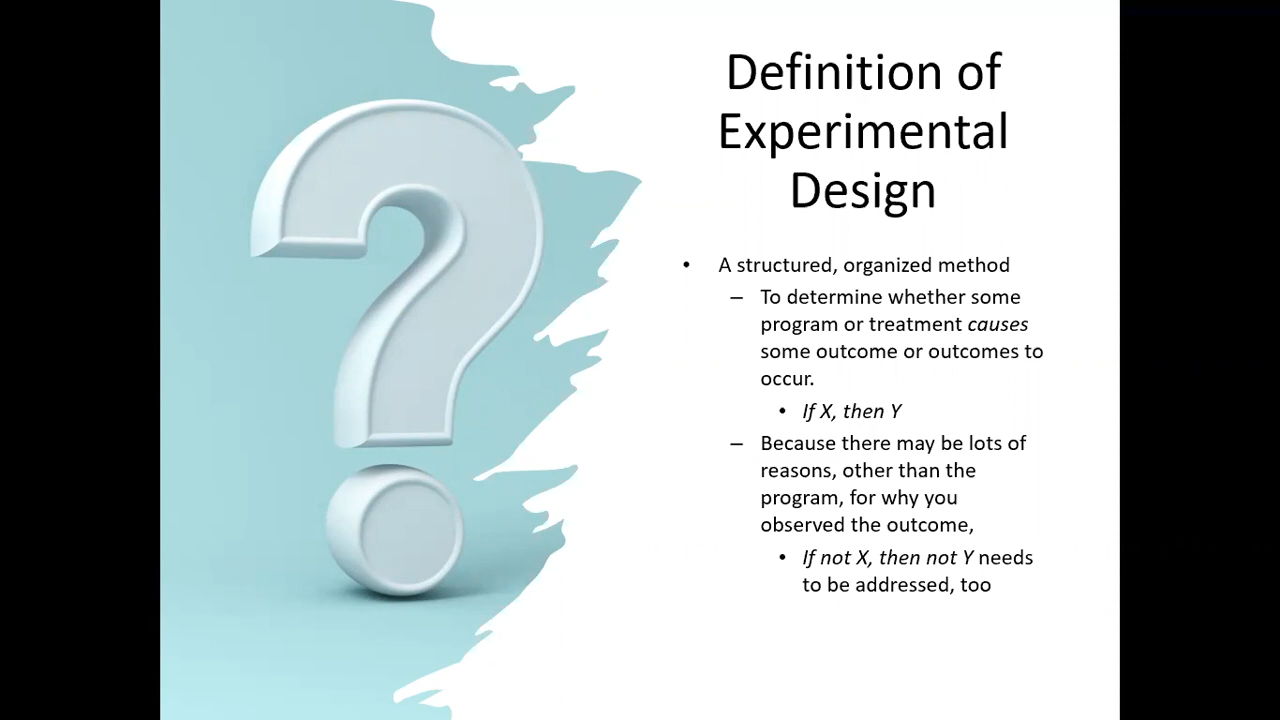 Definition of
Experimental
Design
• A structured, organized method
– To determine whether some
program or treatment causes
some outcome or outcomes to
occur.
• If X, then Y
– Because there may be lots of
reasons, other than the
program, for why you
observed the outcome,
• If not X, then not Y needs
to be addressed, too